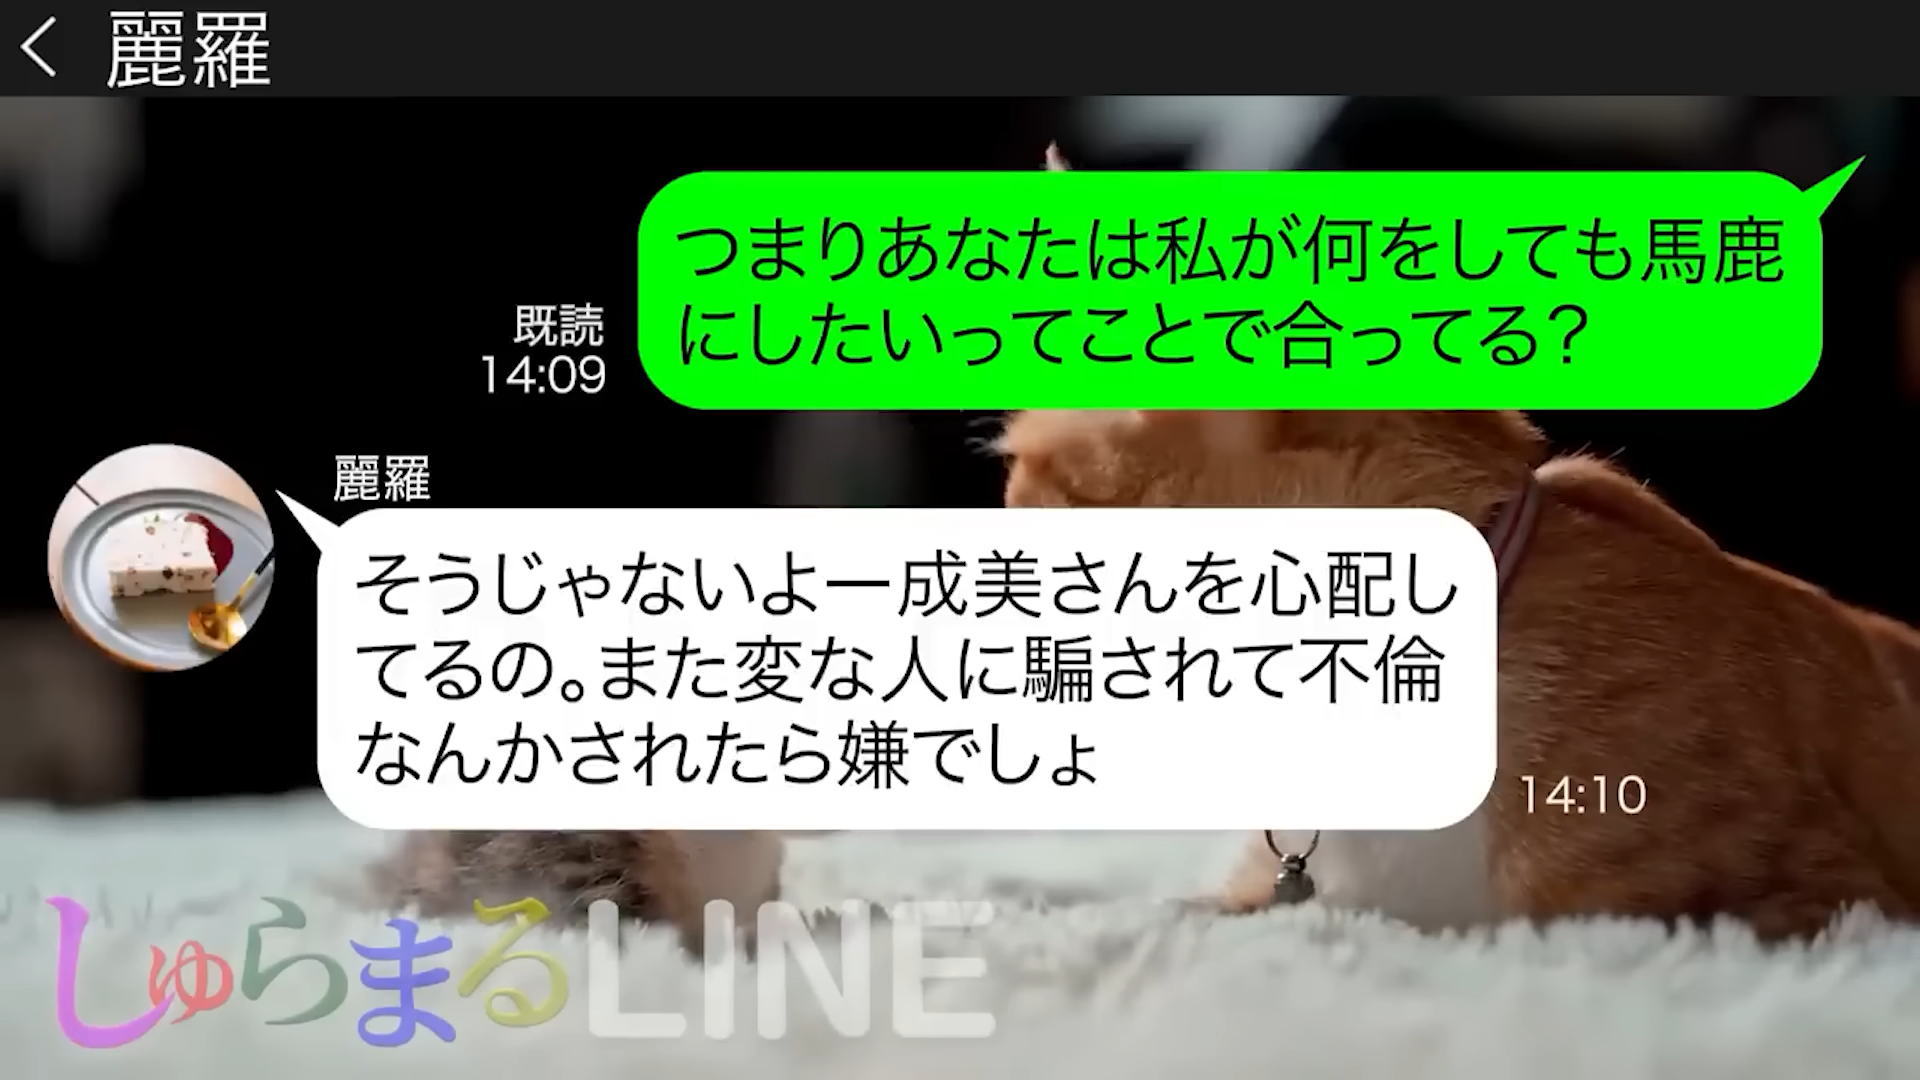 麗羅
つまりあなたは私が何をしても馬鹿
にしたいってことで合ってる？
既読
14:09
麗羅
そうじゃないよー成美さんを心配し
てるの。また変な人に騙されて不倫
なんかされたら嫌でしょ
14:10
しゅらまるLINE